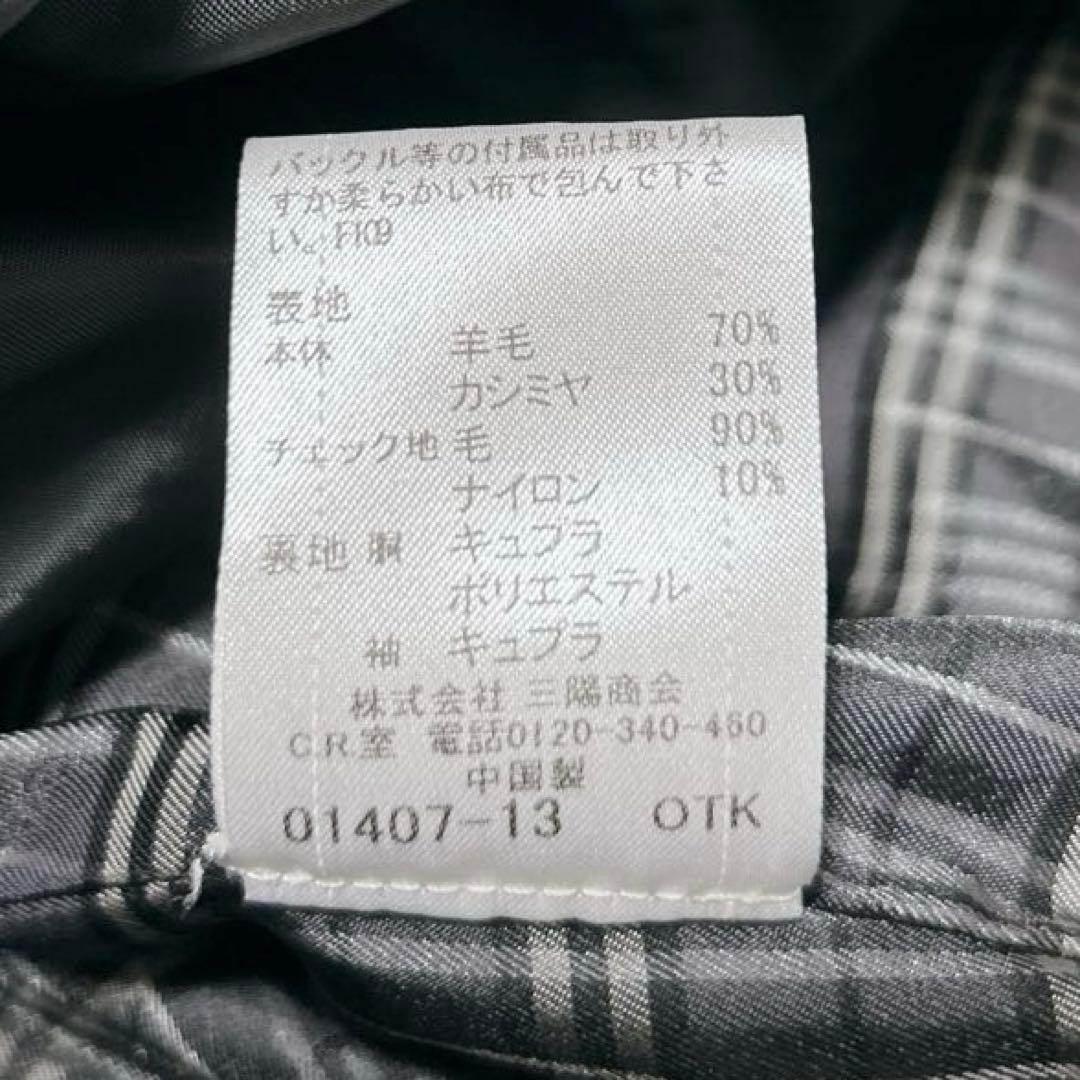 バックル等の付属品は取り外
すか柔らかい布で包んで下さ
い。FK09
表地
本体 羊毛 70%
カシミヤ 30%
チェック地 毛 90%
ナイロン 10%
裏地 胴 キュプラ
ポリエステル
袖 キュプラ
株式会社 三陽商会
C.R.室 電話0120-340-460
中国製
01407-13 OTK